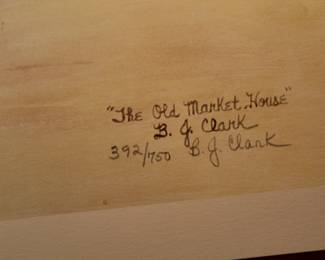 "The Old Market House"
B. J. Clark
392/750 B. J. Clark